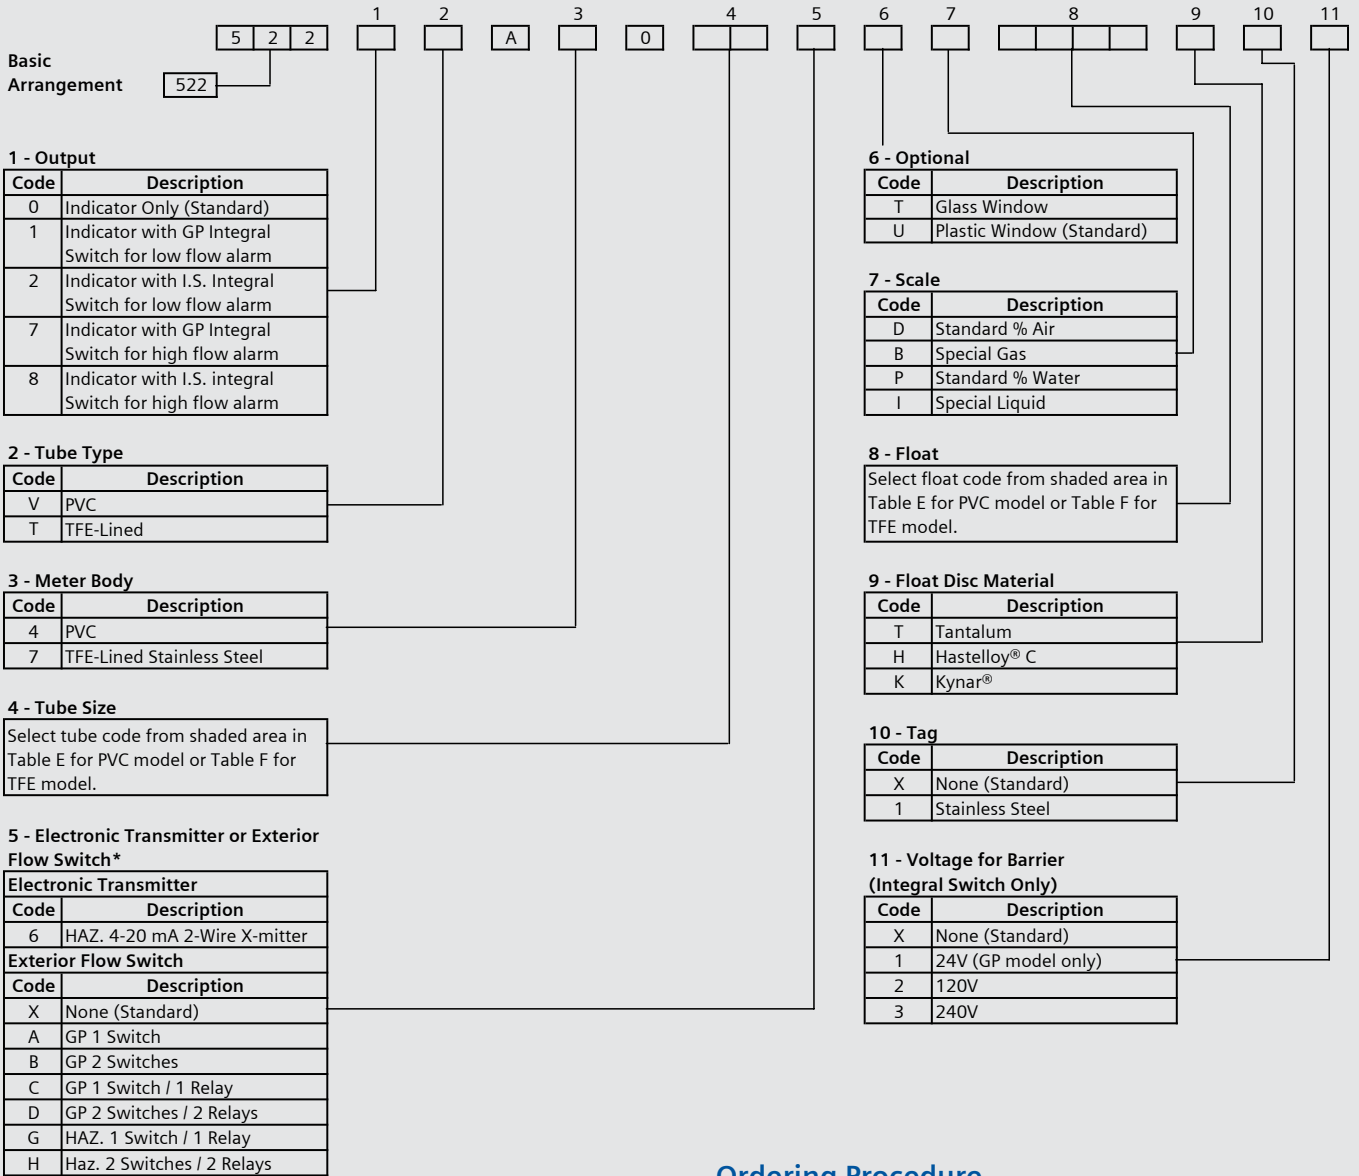 1 2 3 4 5 6 7 8 9 10 11
5 2 2 A 0
Basic
Arrangement 522
1 - Output
Code Description
0 Indicator Only (Standard)
1 Indicator with GP Integral
Switch for low flow alarm
2 Indicator with I.S. Integral
Switch for low flow alarm
7 Indicator with GP Integral
Switch for high flow alarm
8 Indicator with I.S. integral
Switch for high flow alarm
2 - Tube Type
Code Description
V PVC
T TFE-Lined
3 - Meter Body
Code Description
4 PVC
7 TFE-Lined Stainless Steel
4 - Tube Size
Select tube code from shaded area in
Table E for PVC model or Table F for
TFE model.
5 - Electronic Transmitter or Exterior
Flow Switch*
Electronic Transmitter
Code Description
6 HAZ. 4-20 mA 2-Wire X-mitter
Exterior Flow Switch
Code Description
X None (Standard)
A GP 1 Switch
B GP 2 Switches
C GP 1 Switch / 1 Relay
D GP 2 Switches / 2 Relays
G HAZ. 1 Switch / 1 Relay
H Haz. 2 Switches / 2 Relays
6 - Optional
Code Description
T Glass Window
U Plastic Window (Standard)
7 - Scale
Code Description
D Standard % Air
B Special Gas
P Standard % Water
I Special Liquid
8 - Float
Select float code from shaded area in
Table E for PVC model or Table F for
TFE model.
9 - Float Disc Material
Code Description
T Tantalum
H Hastelloy® C
K Kynar®
10 - Tag
Code Description
X None (Standard)
1 Stainless Steel
11 - Voltage for Barrier
(Integral Switch Only)
Code Description
X None (Standard)
1 24V (GP model only)
2 120V
3 240V
Ordering Procedure